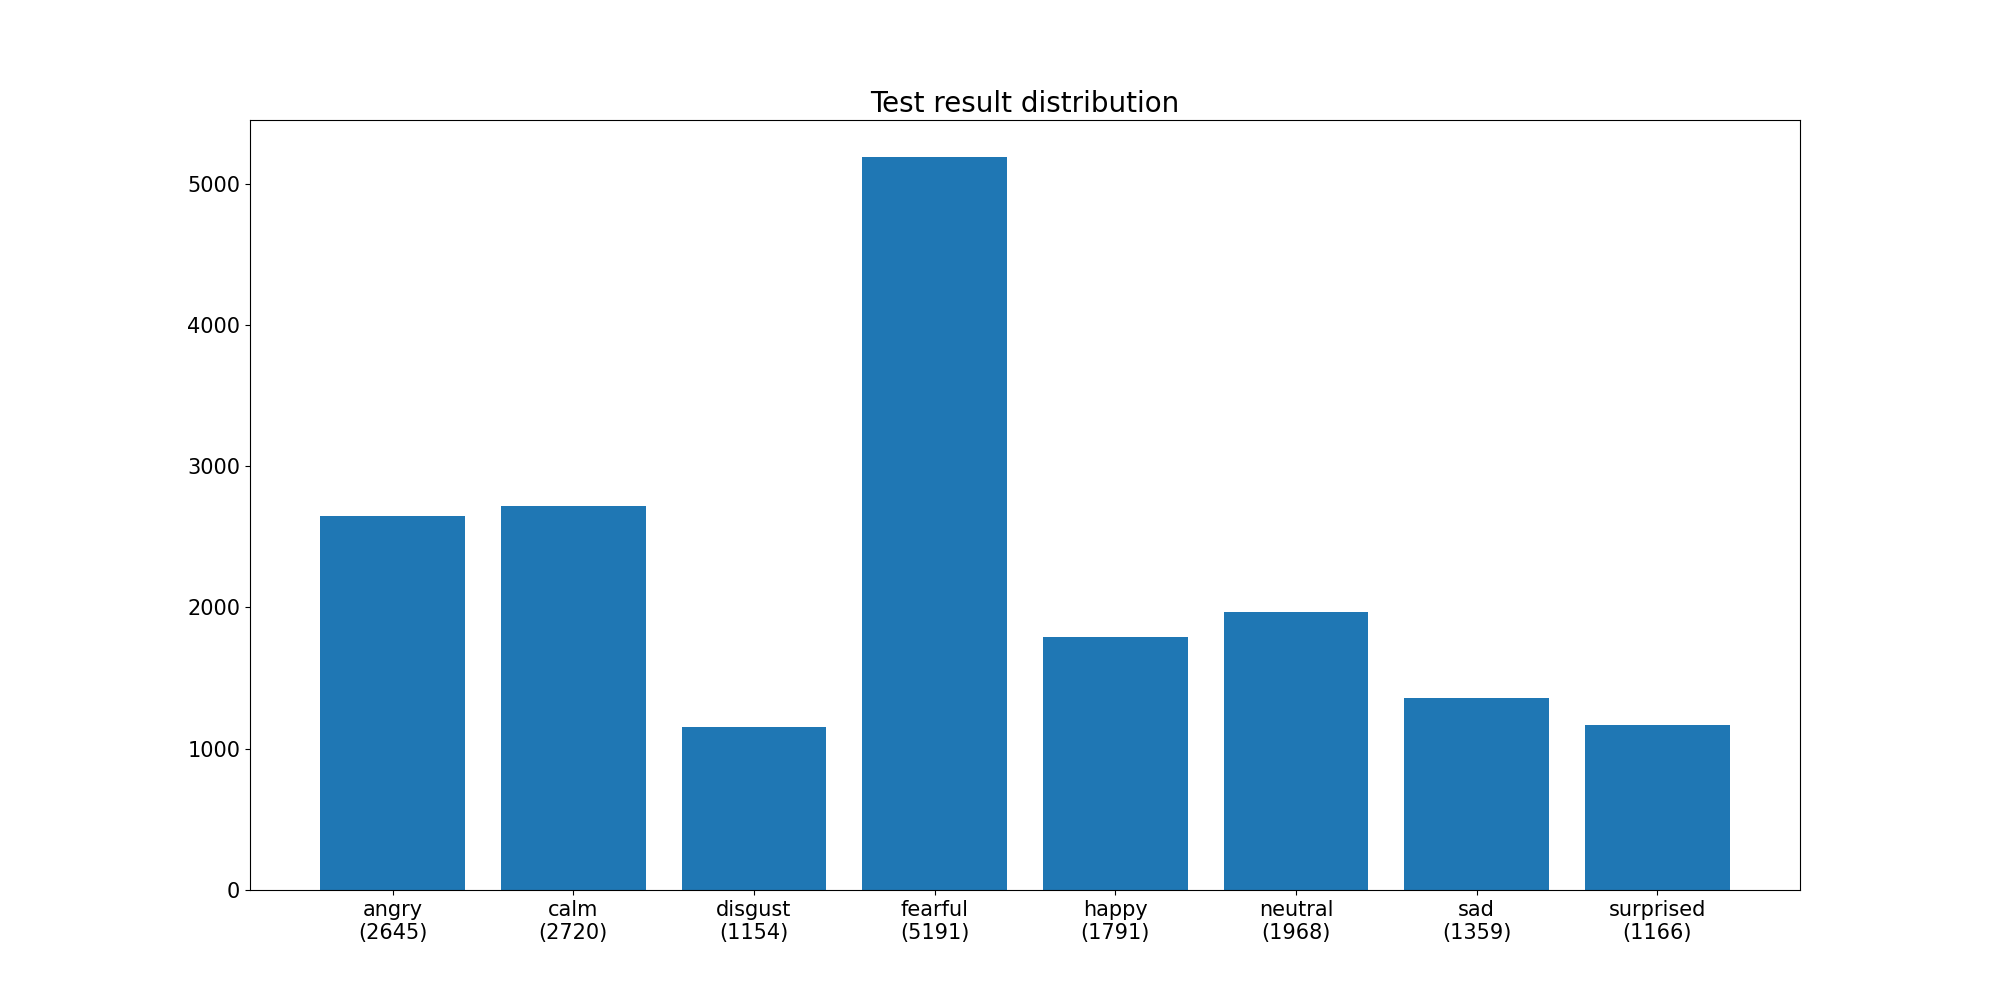 Test result distribution
5000
4000
3000
2000
1000
0
angry
(2645)
calm
(2720)
disgust
(1154)
fearful
(5191)
happy
(1791)
neutral
(1968)
sad
(1359)
surprised
(1166)